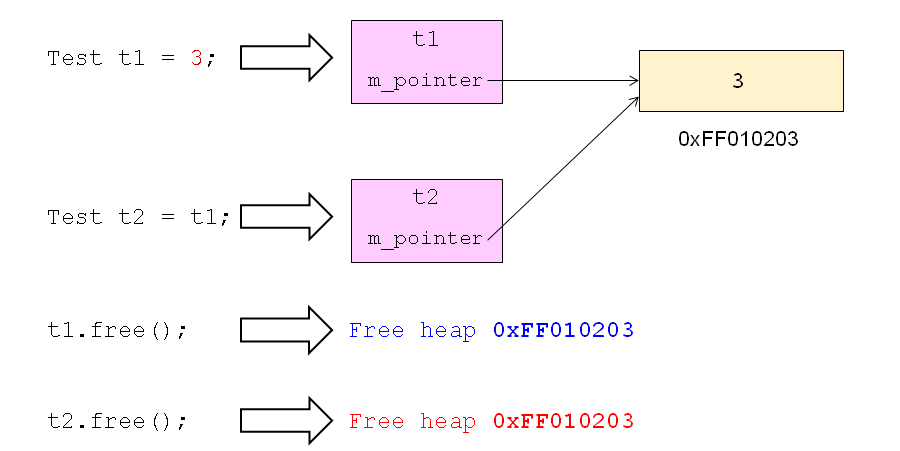 Test t1 = 3;
t1
m_pointer
3
0xFF010203
Test t2 = t1;
t2
m_pointer
t1.free();
Free heap 0xFF010203
t2.free();
Free heap 0xFF010203